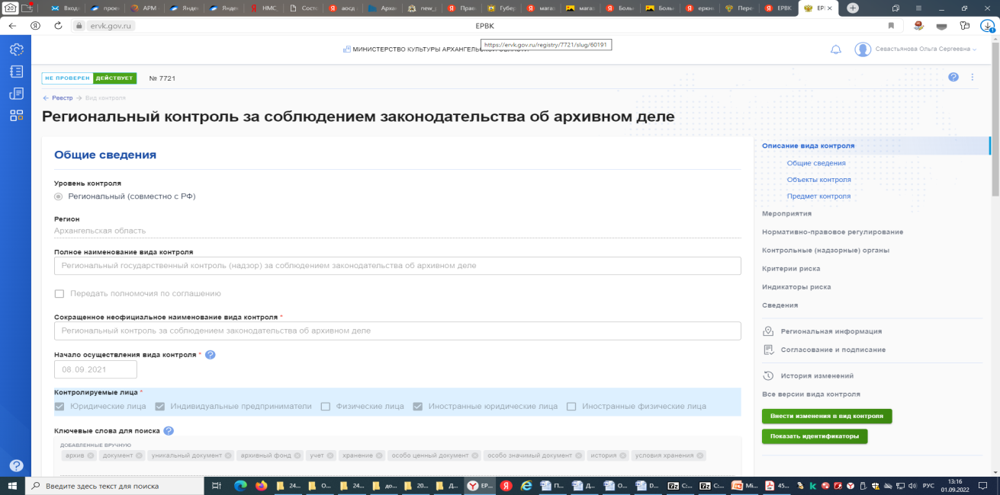 20 Входя проек АРМ Яндек Яндек НМС Состо аосд Архан new_ Прави Губер магаз магаз Боль Боль еркн Пере ЕРВК ЕР
ervk.gov.ru ЕРВК
https://ervk.gov.ru/registry/7721/slug/60191
МИНИСТЕРСТВО КУЛЬТУРЫ АРХАНГЕЛЬСКОЙ ОБЛАСТИ Севастьянова Ольга Сергеевна
НЕ ПРОВЕРЕН ДЕЙСТВУЕТ № 7721
← Реестр → Вид контроля
Региональный контроль за соблюдением законодательства об архивном деле
Общие сведения
Уровень контроля
Региональный (совместно с РФ)
Регион
Архангельская область
Полное наименование вида контроля
Региональный государственный контроль (надзор) за соблюдением законодательства об архивном деле
Передать полномочия по соглашению
Сокращенное неофициальное наименование вида контроля *
Региональный контроль за соблюдением законодательства об архивном деле
Начало осуществления вида контроля * ?
08.09.2021
Контролируемые лица *
Юридические лица Индивидуальные предприниматели Физические лица Иностранные юридические лица Иностранные физические лица
Ключевые слова для поиска ?
ДОБАВЛЕННЫЕ ВРУЧНУЮ
архив документ уникальный документ архивный фонд учет хранение особо ценный документ особо значимый документ история условия хранения
Описание вида контроля
Общие сведения
Объекты контроля
Предмет контроля
Мероприятия
Нормативно-правовое регулирование
Контрольные (надзорные) органы
Критерии риска
Индикаторы риска
Сведения
Региональная информация
Согласование и подписание
История изменений
Все версии вида контроля
Внести изменения в вид контроля
Показать идентификаторы
Введите здесь текст для поиска 24... О... 24... до... 20... Д... ЕР... П... Д... О... D... С:... С:... Mi... 45... РУС 13:16
01.09.2022